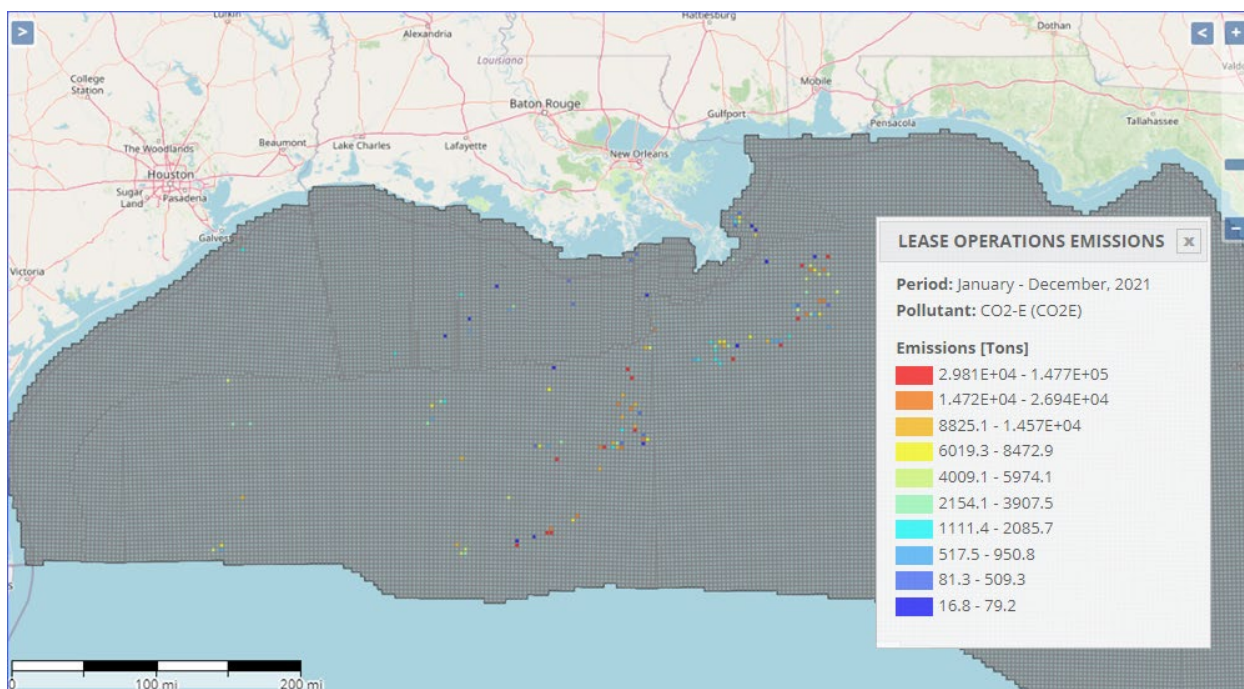 Lufkin
Alexandria
Hattiesburg
Dothan
>
<
+
Louisiana
College
Station
Mobile
Baton Rouge
Gulfport
Pensacola
Tallahassee
The Woodlands
Beaumont
Lake Charles
Lafayette
New Orleans
Houston
Pasadena
Sugar
Land
Galves
Victoria
−
LEASE OPERATIONS EMISSIONS x
Period: January - December, 2021
Pollutant: CO2-E (CO2E)
Emissions [Tons]
2.981E+04 - 1.477E+05
1.472E+04 - 2.694E+04
8825.1 - 1.457E+04
6019.3 - 8472.9
4009.1 - 5974.1
2154.1 - 3907.5
1111.4 - 2085.7
517.5 - 950.8
81.3 - 509.3
16.8 - 79.2
0 100 mi 200 mi